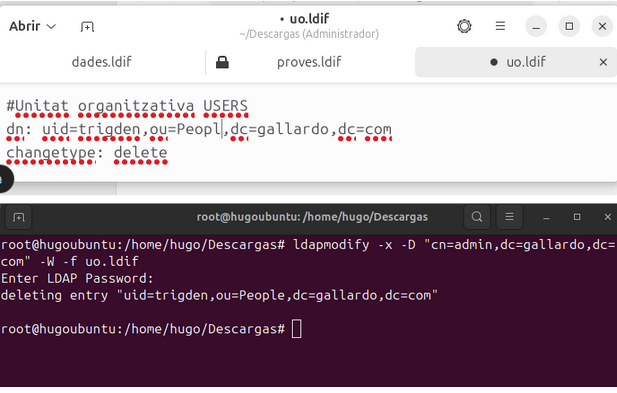 Abrir
• uo.ldif
~/Descargas (Administrador)
dades.ldif
proves.ldif
• uo.ldif
#Unitat organitzativa USERS
dn: uid=trigden,ou=Peopl,dc=gallardo,dc=com
changetype: delete
root@hugoubuntu: /home/hugo/Descargas
root@hugoubuntu:/home/hugo/Descargas# ldapmodify -x -D "cn=admin,dc=gallardo,dc=
com" -W -f uo.ldif
Enter LDAP Password:
deleting entry "uid=trigden,ou=People,dc=gallardo,dc=com"
root@hugoubuntu:/home/hugo/Descargas#